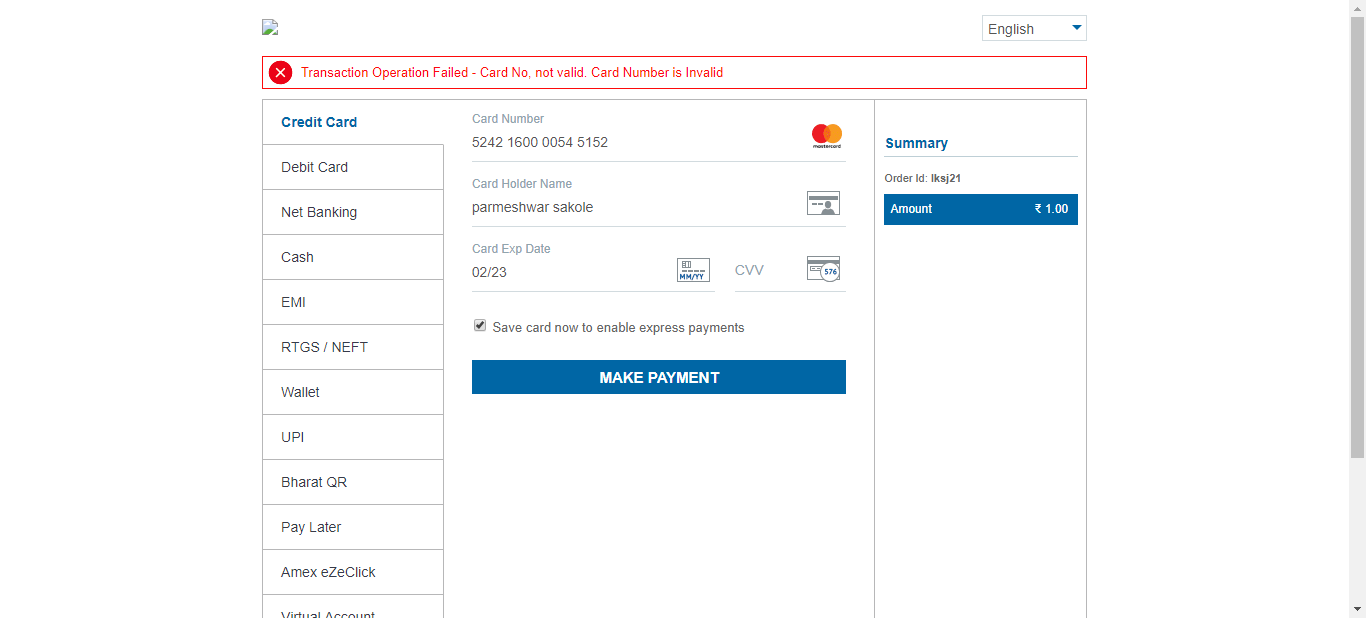 English
Transaction Operation Failed - Card No, not valid. Card Number is Invalid
Credit Card
Debit Card
Net Banking
Cash
EMI
RTGS / NEFT
Wallet
UPI
Bharat QR
Pay Later
Amex eZeClick
Virtual Account
Card Number
5242 1600 0054 5152
mastercard
Card Holder Name
parmeshwar sakole
Card Exp Date
02/23
MM/YY
CVV
576
Save card now to enable express payments
MAKE PAYMENT
Summary
Order Id: lksj21
Amount ₹ 1.00